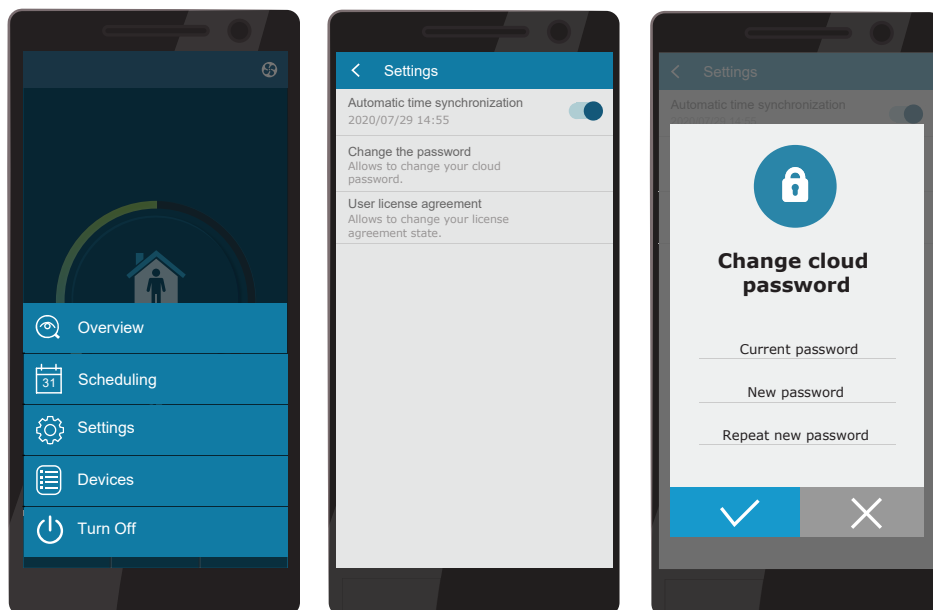 Overview
31
Scheduling
Settings
Devices
Turn Off
Settings
Automatic time synchronization
2020/07/29 14:55
Change the password
Allows to change your cloud
password.
User license agreement
Allows to change your license
agreement state.
Settings
Automatic time synchronization
Change cloud
password
Current password
New password
Repeat new password